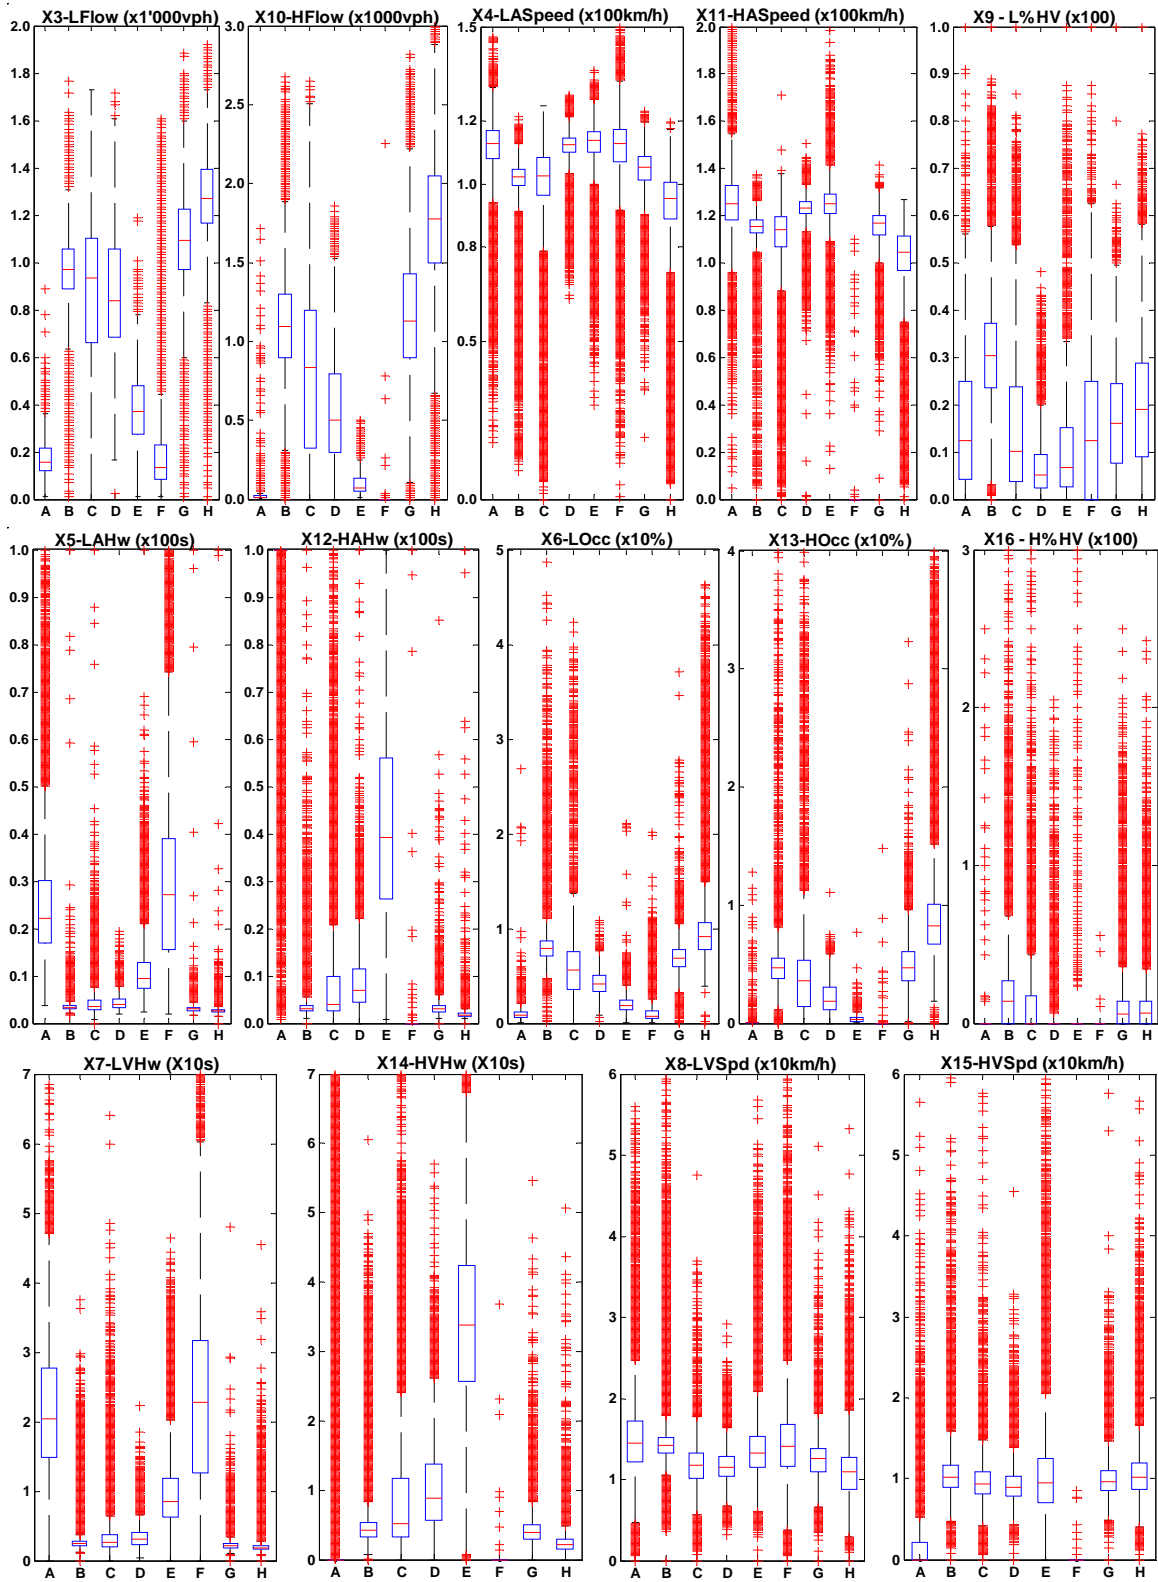 X3-LFlow (x1'000vph) X10-HFlow (x1000vph) X4-LASpeed (x100km/h) X11-HASpeed (x100km/h) X9 - L%HV (x100)
2.0 3.0 1.5 2.0 1.0
1.8 0.9
1.6 2.5 1.8 0.8
1.4 1.2 1.6 0.7
1.2 2.0 1.0 1.4 0.6
1.0 1.5 0.8 1.2 0.5
0.8 1.0 1.0 0.4
0.6 0.5 0.8 0.3
0.4 0.5 0.6 0.2
0.2 0.4 0.1
0.0 0.0 0.0 0.2 0.0
0.0
A B C D E F G H A B C D E F G H A B C D E F G H A B C D E F G H A B C D E F G H
X5-LAHw (x100s) X12-HAHw (x100s) X6-LOcc (x10%) X13-HOcc (x10%) X16 - H%HV (x100)
1.0 1.0 5 4 3
0.9 0.9
0.8 0.8 4
0.7 0.7 3 2
0.6 0.6 3
0.5 0.5 2
0.4 0.4 2 1
0.3 0.3 1
0.2 0.2 1
0.1 0.1
0.0 0.0 0 0 0
A B C D E F G H A B C D E F G H A B C D E F G H A B C D E F G H A B C D E F G H
X7-LVHw (X10s) X14-HVHw (X10s) X8-LVSpd (x10km/h) X15-HVSpd (x10km/h)
7 7 6 6
6 6 5 5
5 5 4 4
4 4 3 3
3 3 2 2
2 2 1 1
1 1
0 0 0 0
A B C D E F G H A B C D E F G H A B C D E F G H A B C D E F G H